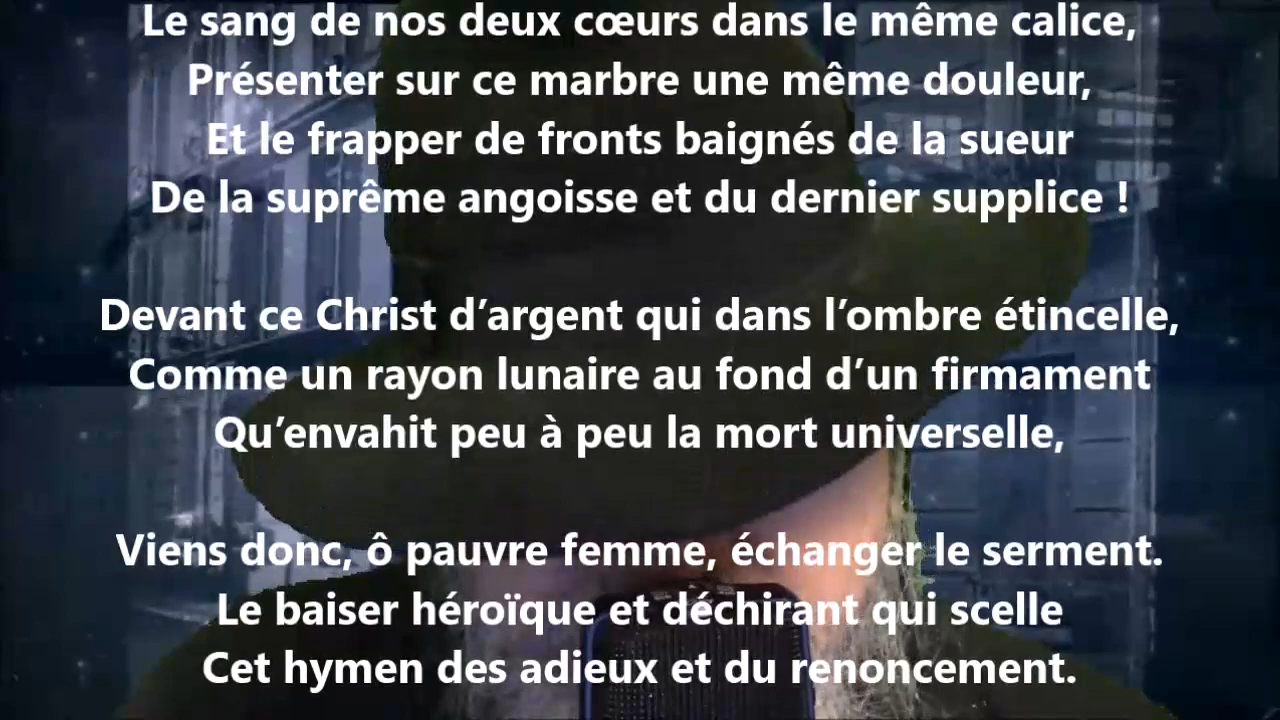 Le sang de nos deux cœurs dans le même calice,
Présenter sur ce marbre une même douleur,
Et le frapper de fronts baignés de la sueur
De la suprême angoisse et du dernier supplice !
Devant ce Christ d’argent qui dans l’ombre étincelle,
Comme un rayon lunaire au fond d’un firmament
Qu’envahit peu à peu la mort universelle,
Viens donc, ô pauvre femme, échanger le serment.
Le baiser héroïque et déchirant qui scelle
Cet hymen des adieux et du renoncement.